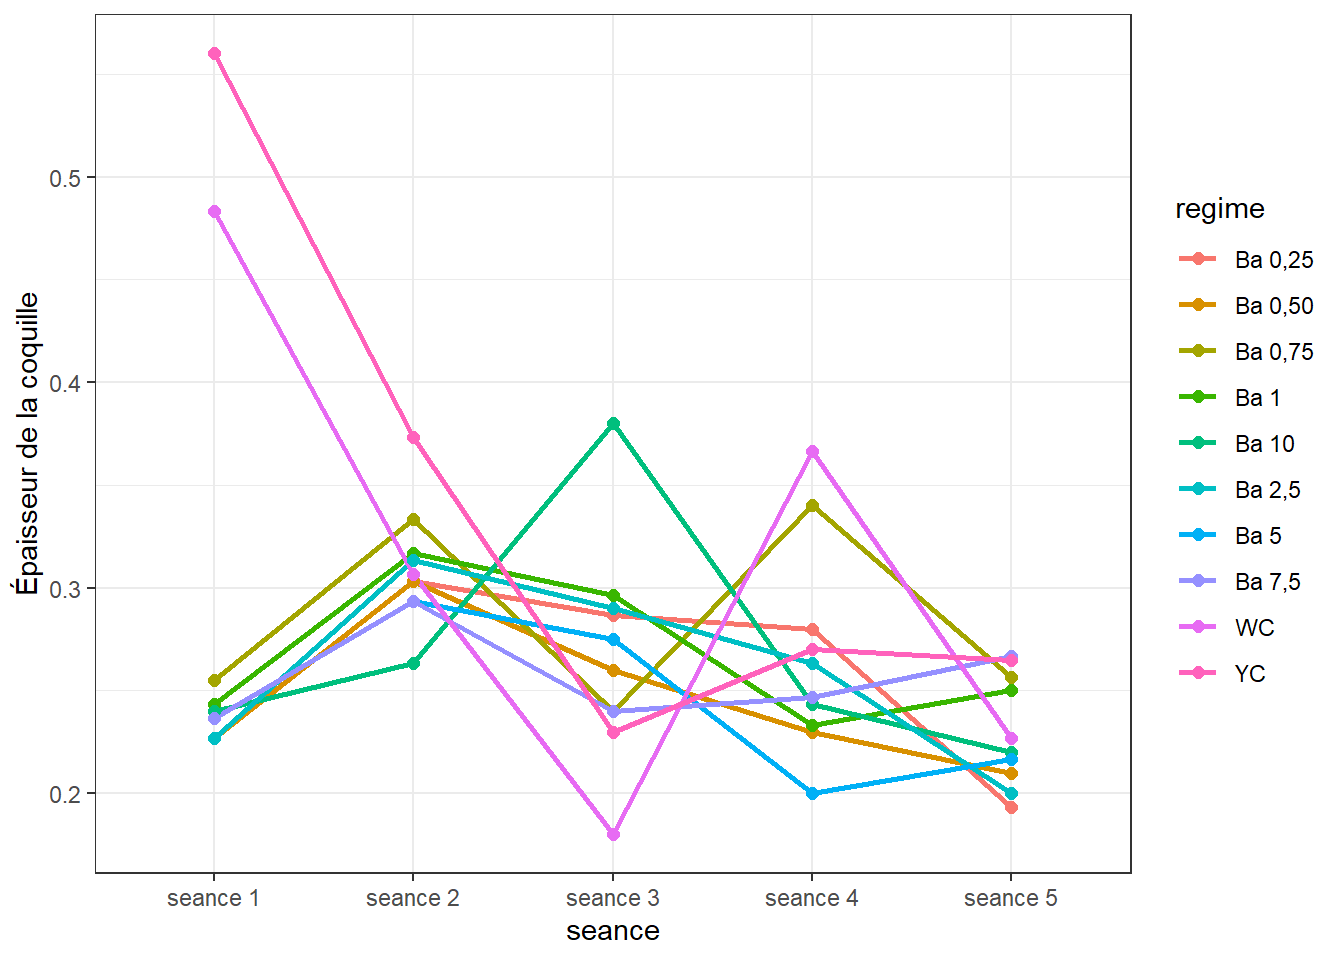 Épaisseur de la coquille
0.5
0.4
0.3
0.2
seance 1
seance 2
seance 3
seance 4
seance 5
seance
regime
Ba 0,25
Ba 0,50
Ba 0,75
Ba 1
Ba 10
Ba 2,5
Ba 5
Ba 7,5
WC
YC